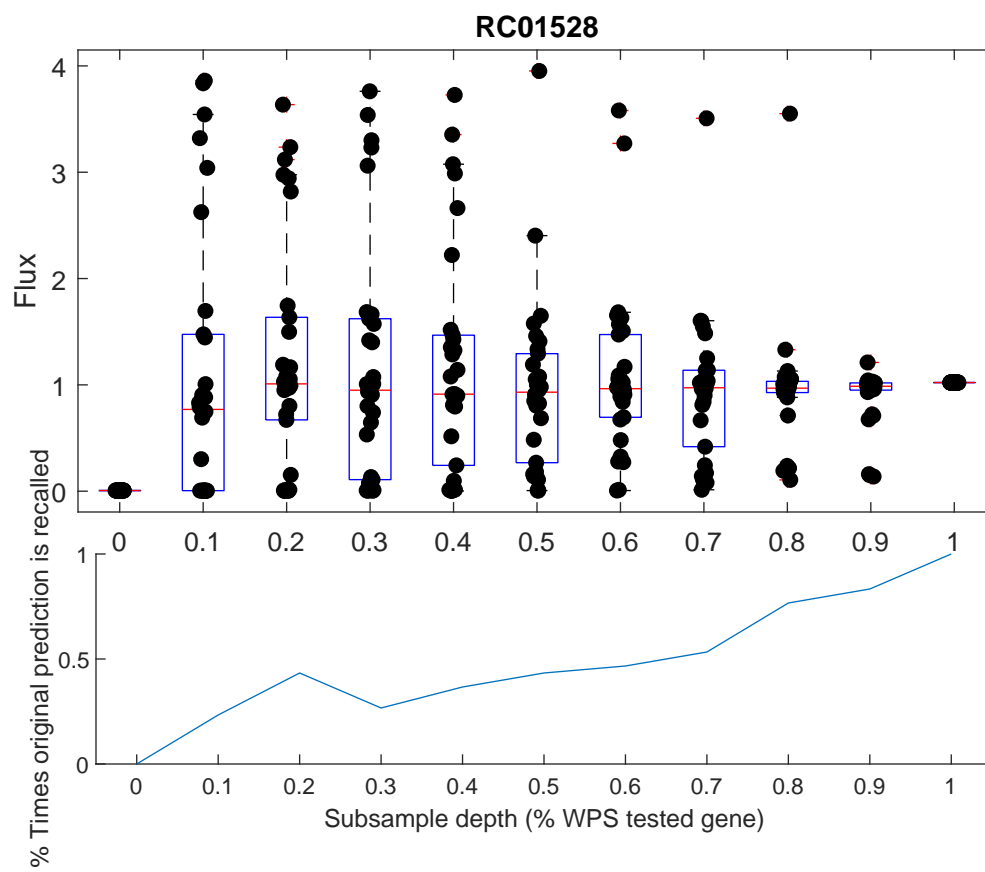 RC01528
4
3
2
1
0
Flux
0 0.1 0.2 0.3 0.4 0.5 0.6 0.7 0.8 0.9 1
1
0.5
0
% Times original prediction is recalled
0 0.1 0.2 0.3 0.4 0.5 0.6 0.7 0.8 0.9 1
Subsample depth (% WPS tested gene)